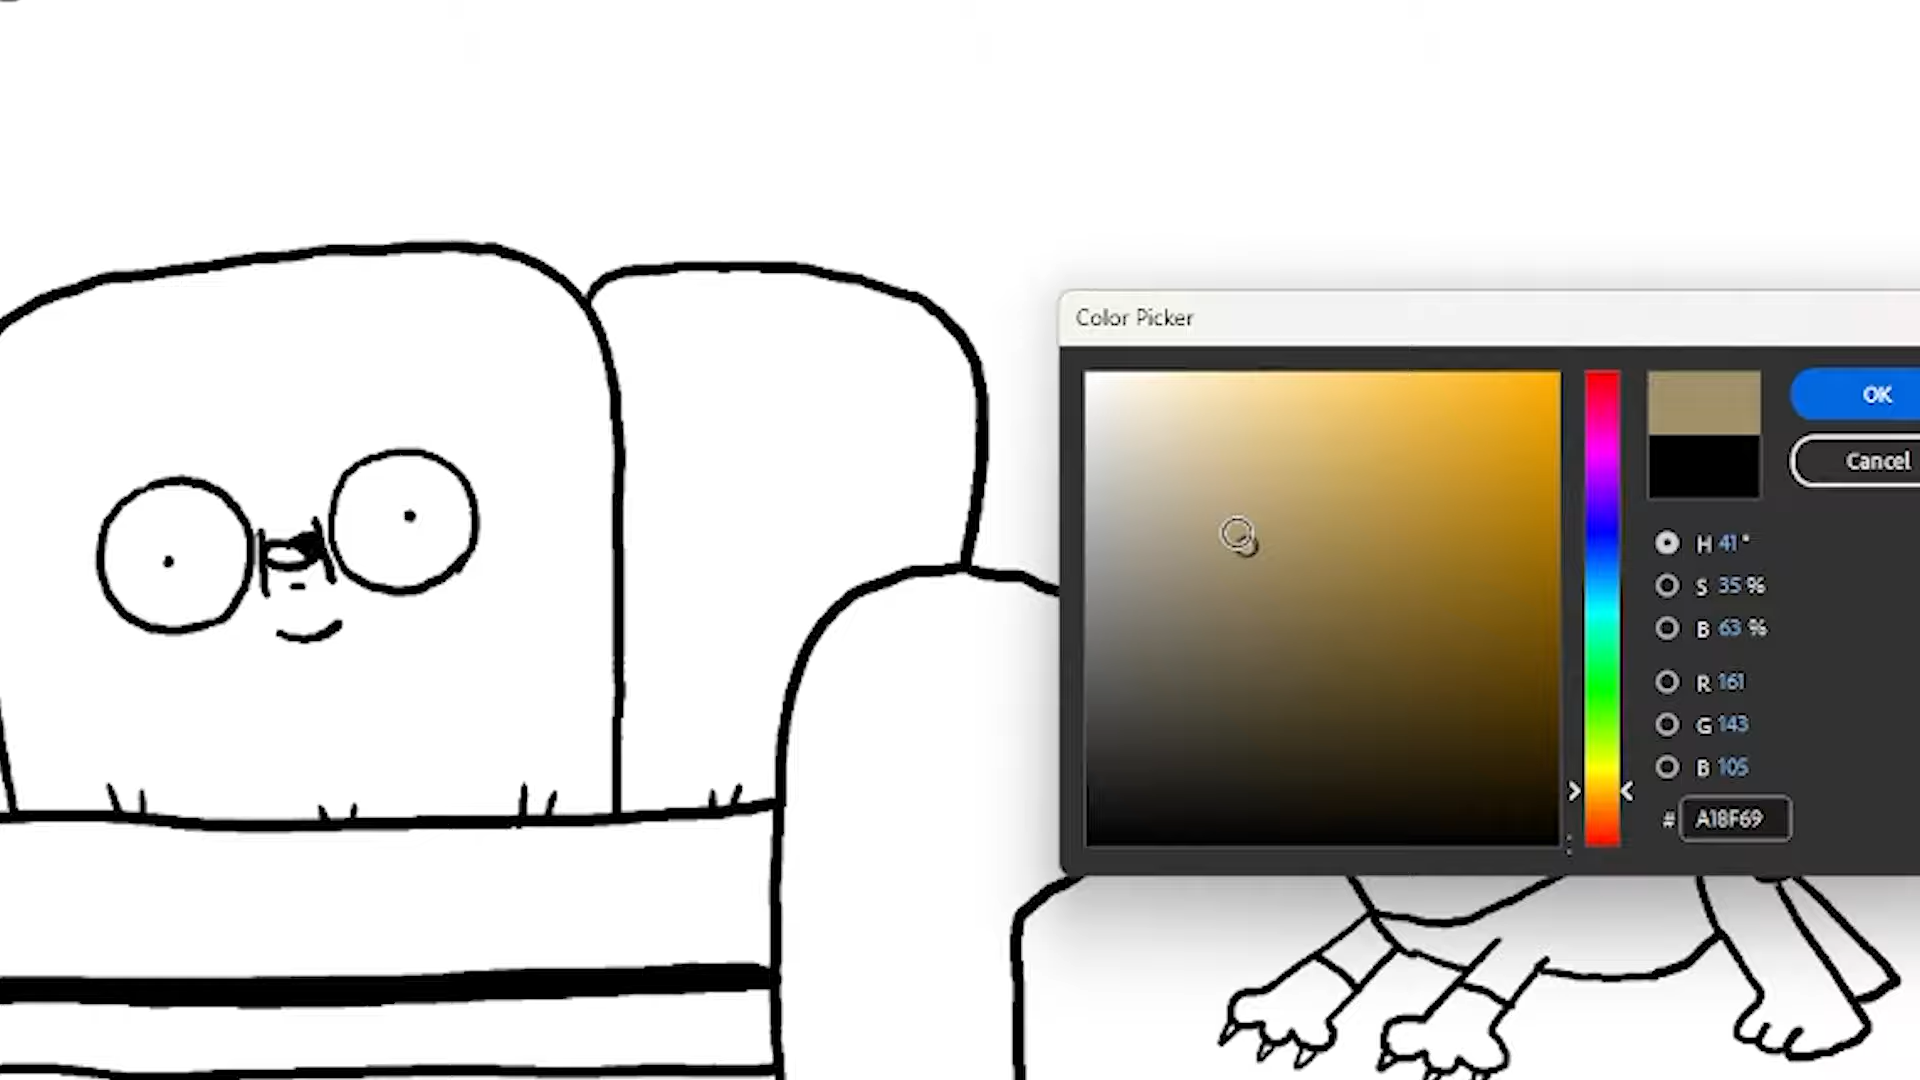 Color Picker
OK
Cancel
H 41°
S 35 %
B 63 %
R 161
G 143
B 105
# A18F69